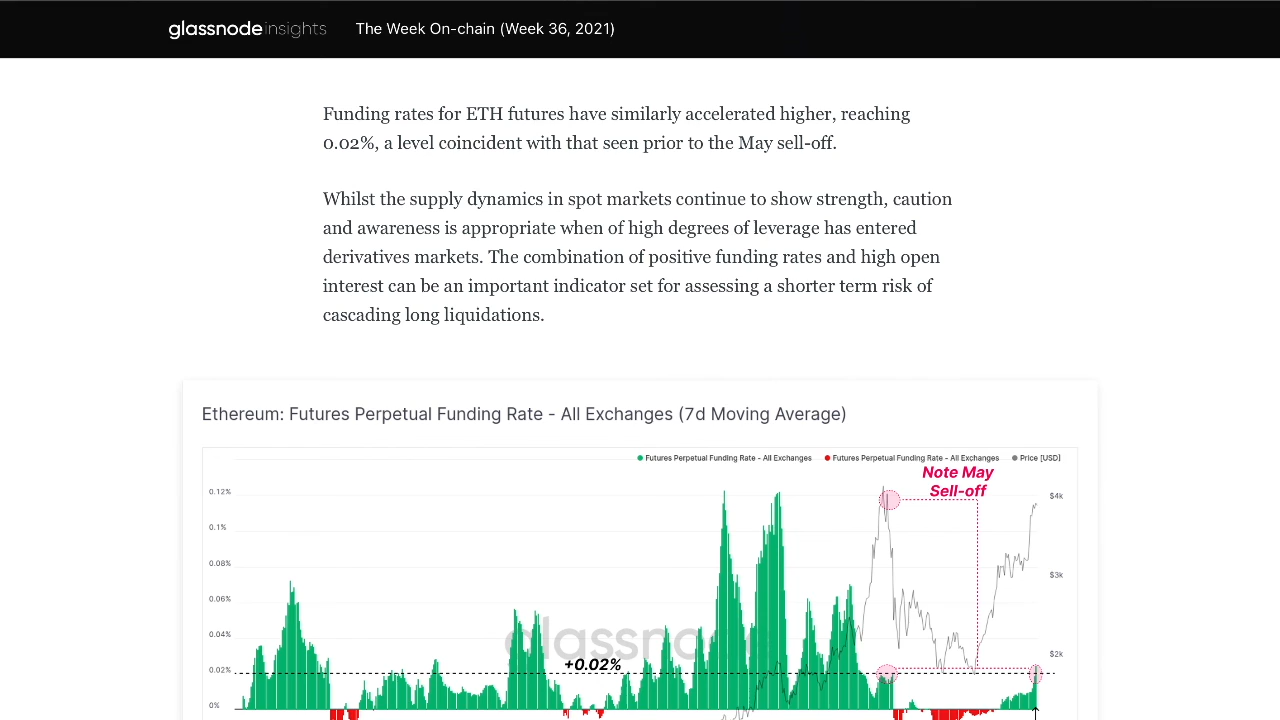 glassnode insights The Week On-chain (Week 36, 2021)
Funding rates for ETH futures have similarly accelerated higher, reaching
0.02%, a level coincident with that seen prior to the May sell-off.
Whilst the supply dynamics in spot markets continue to show strength, caution
and awareness is appropriate when of high degrees of leverage has entered
derivatives markets. The combination of positive funding rates and high open
interest can be an important indicator set for assessing a shorter term risk of
cascading long liquidations.
Ethereum: Futures Perpetual Funding Rate - All Exchanges (7d Moving Average)
Futures Perpetual Funding Rate - All Exchanges Futures Perpetual Funding Rate - All Exchanges Price [USD]
Note May
Sell-off
0.12%
$4k
0.1%
0.08%
$3k
0.06%
0.04%
glassnode
$2k
+0.02%
0.02%
0%